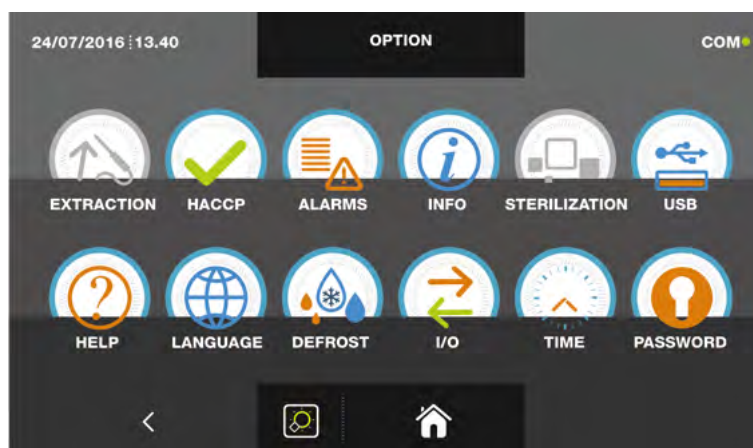 24/07/2016 13.40 OPTION COM
EXTRACTION HACCP ALARMS INFO STERILIZATION USB
HELP LANGUAGE DEFROST I/O TIME PASSWORD